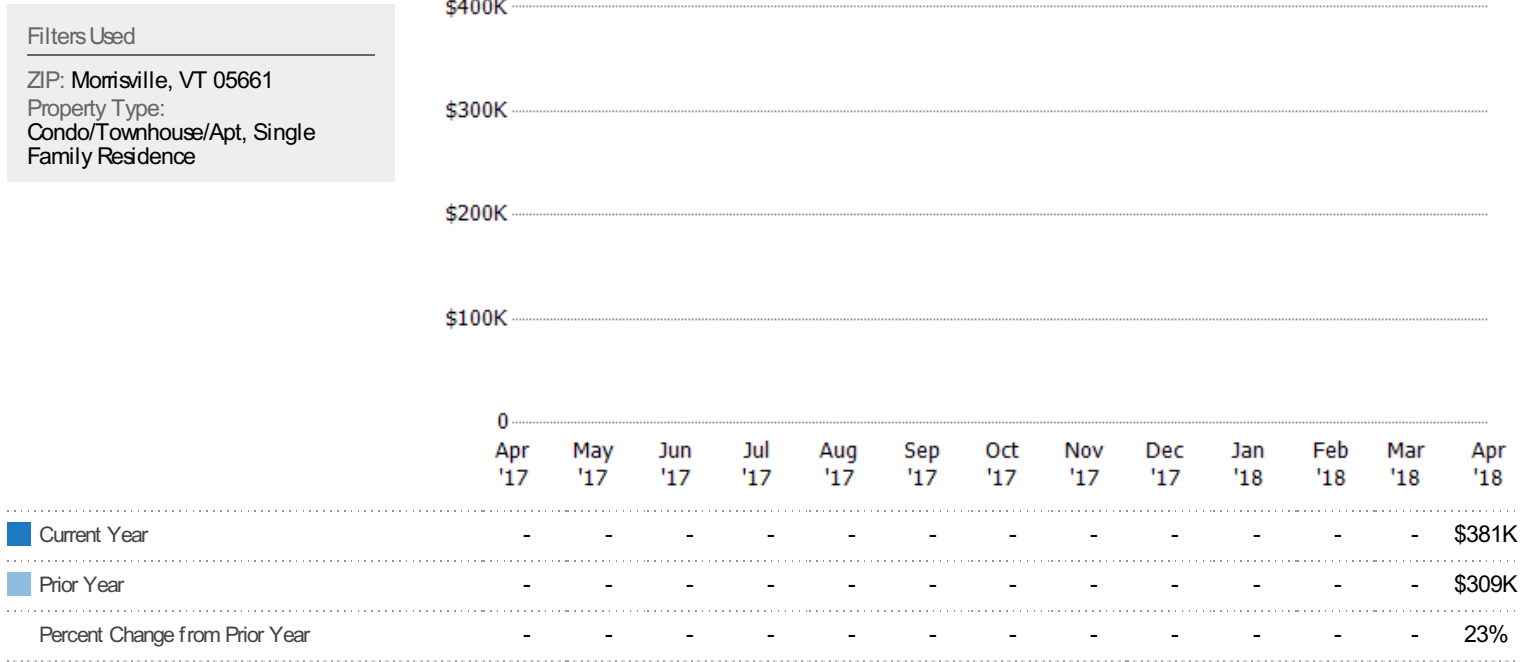 $400K
Filters Used
ZIP: Morrisville, VT 05661
Property Type:
Condo/Townhouse/Apt, Single
Family Residence
$300K
$200K
$100K
0
Apr May Jun Jul Aug Sep Oct Nov Dec Jan Feb Mar Apr
'17 '17 '17 '17 '17 '17 '17 '17 '17 '18 '18 '18 '18
Current Year - - - - - - - - - - - - $381K
Prior Year - - - - - - - - - - - - $309K
Percent Change from Prior Year - - - - - - - - - - - - 23%